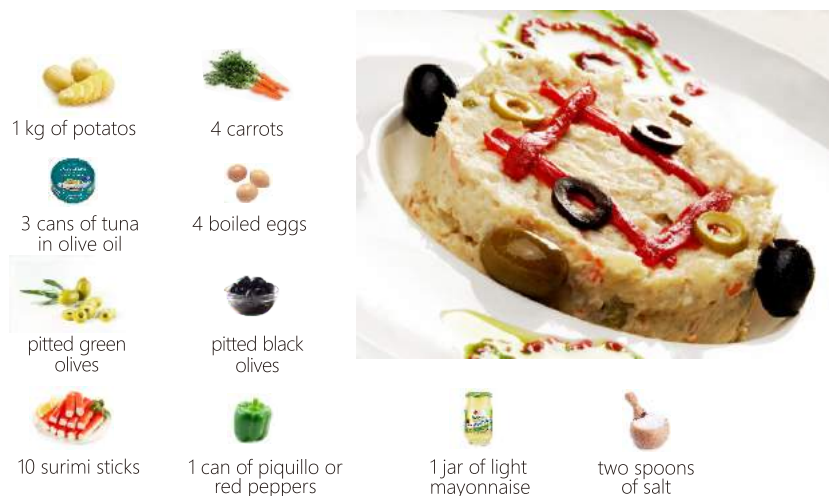 1 kg of potatos
4 carrots
3 cans of tuna
in olive oil
4 boiled eggs
pitted green
olives
pitted black
olives
10 surimi sticks
1 can of piquillo or
red peppers
1 jar of light
mayonnaise
two spoons
of salt